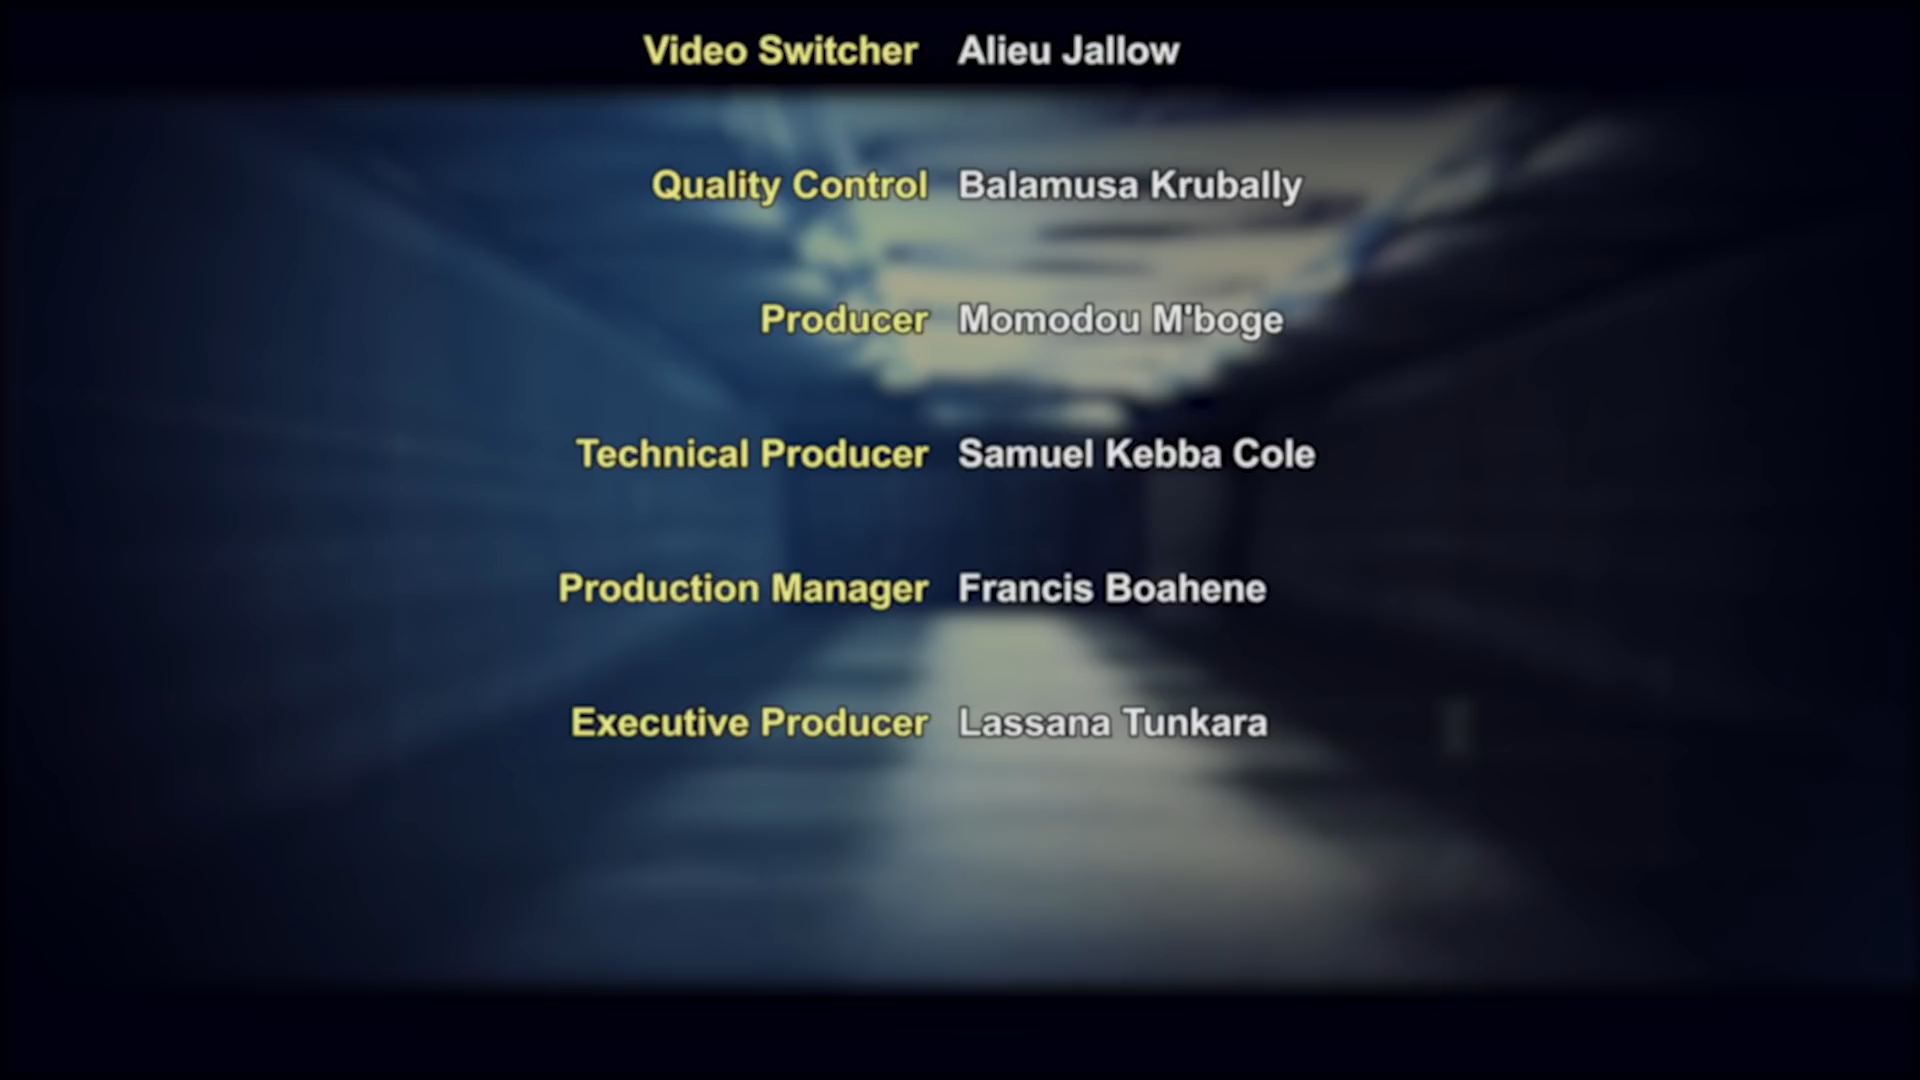 Video Switcher Alieu Jallow
Quality Control Balamusa Krubally
Producer Momodou M'boge
Technical Producer Samuel Kebba Cole
Production Manager Francis Boahene
Executive Producer Lassana Tunkara